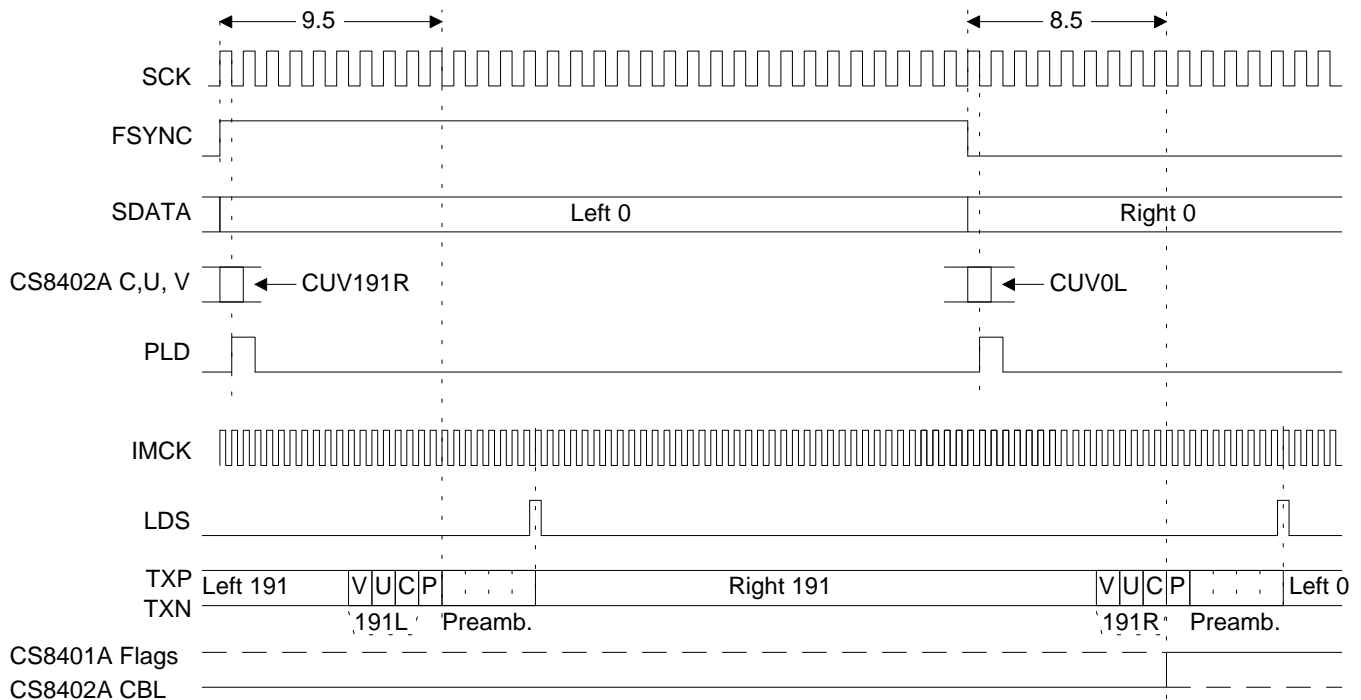 9.5 8.5
SCK
FSYNC
SDATA Left 0 Right 0
CS8402A C,U, V CUV191R CUV0L
PLD
IMCK
LDS
TXP Left 191 V U C P Right 191 V U C P Left 0
TXN 191L Preamb. 191R Preamb.
CS8401A Flags
CS8402A CBL